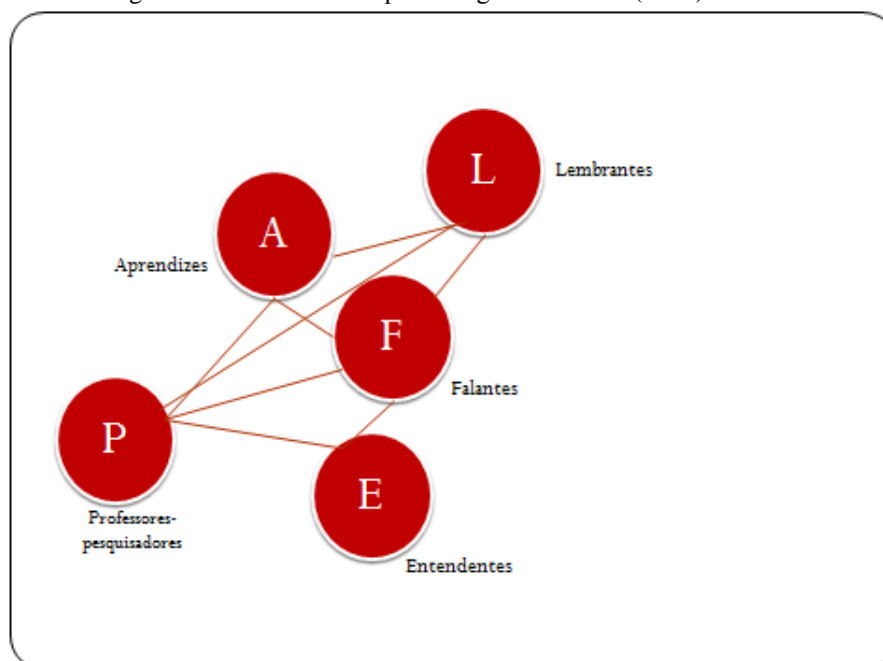 L
Lembrantes
A
Aprendizes
F
Falantes
P
Professores-
pesquisadores
E
Entendentes